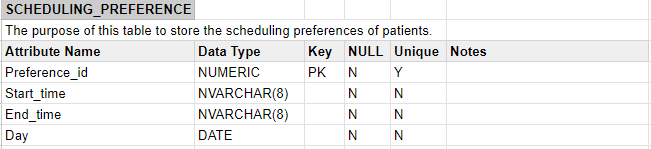 SCHEDULING_PREFERENCE
The purpose of this table to store the scheduling preferences of patients.
Attribute Name Data Type Key NULL Unique Notes
Preference_id NUMERIC PK N Y
Start_time NVARCHAR(8) N N
End_time NVARCHAR(8) N N
Day DATE N N